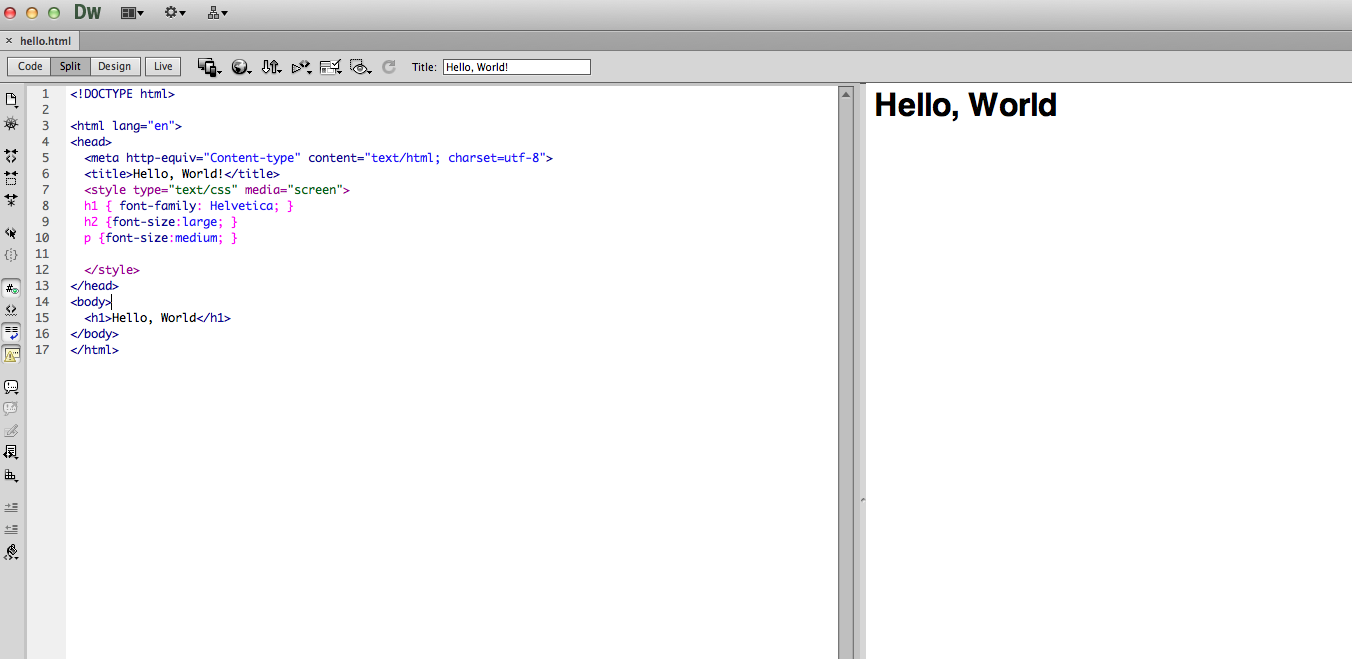 Dw
hello.html
Code Split Design Live Title: Hello, World!
1 <!DOCTYPE html>
2
3 <html lang="en">
4 <head>
5 <meta http-equiv="Content-type" content="text/html; charset=utf-8">
6 <title>Hello, World!</title>
7 <style type="text/css" media="screen">
8 h1 { font-family: Helvetica; }
9 h2 {font-size:large; }
10 p {font-size:medium; }
11
12 </style>
13 </head>
14 <body>
15 <h1>Hello, World</h1>
16 </body>
17 </html>
Hello, World